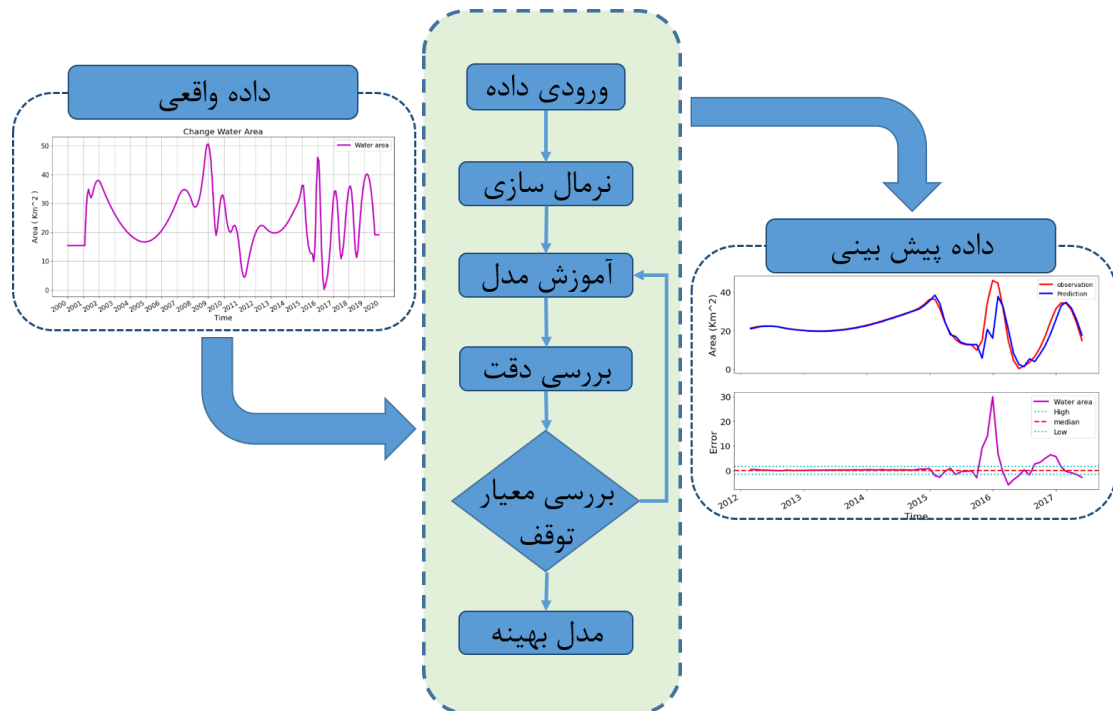 داده واقعی
Change Water Area
Water area
Area ( Km^2 )
50
40
30
20
10
0
2000 2001 2002 2003 2004 2005 2006 2007 2008 2009 2010 2011 2012 2013 2014 2015 2016 2017 2018 2019 2020
Time
ورودی داده
نرمال سازی
آموزش مدل
بررسی دقت
بررسی معیار
توقف
مدل بهینه
داده پیش بینی
observation
Prediction
Area (Km^2)
40
20
0
Water area
High
median
Low
Error
30
20
10
0
2012 2013 2014 2015 2016 2017
Time